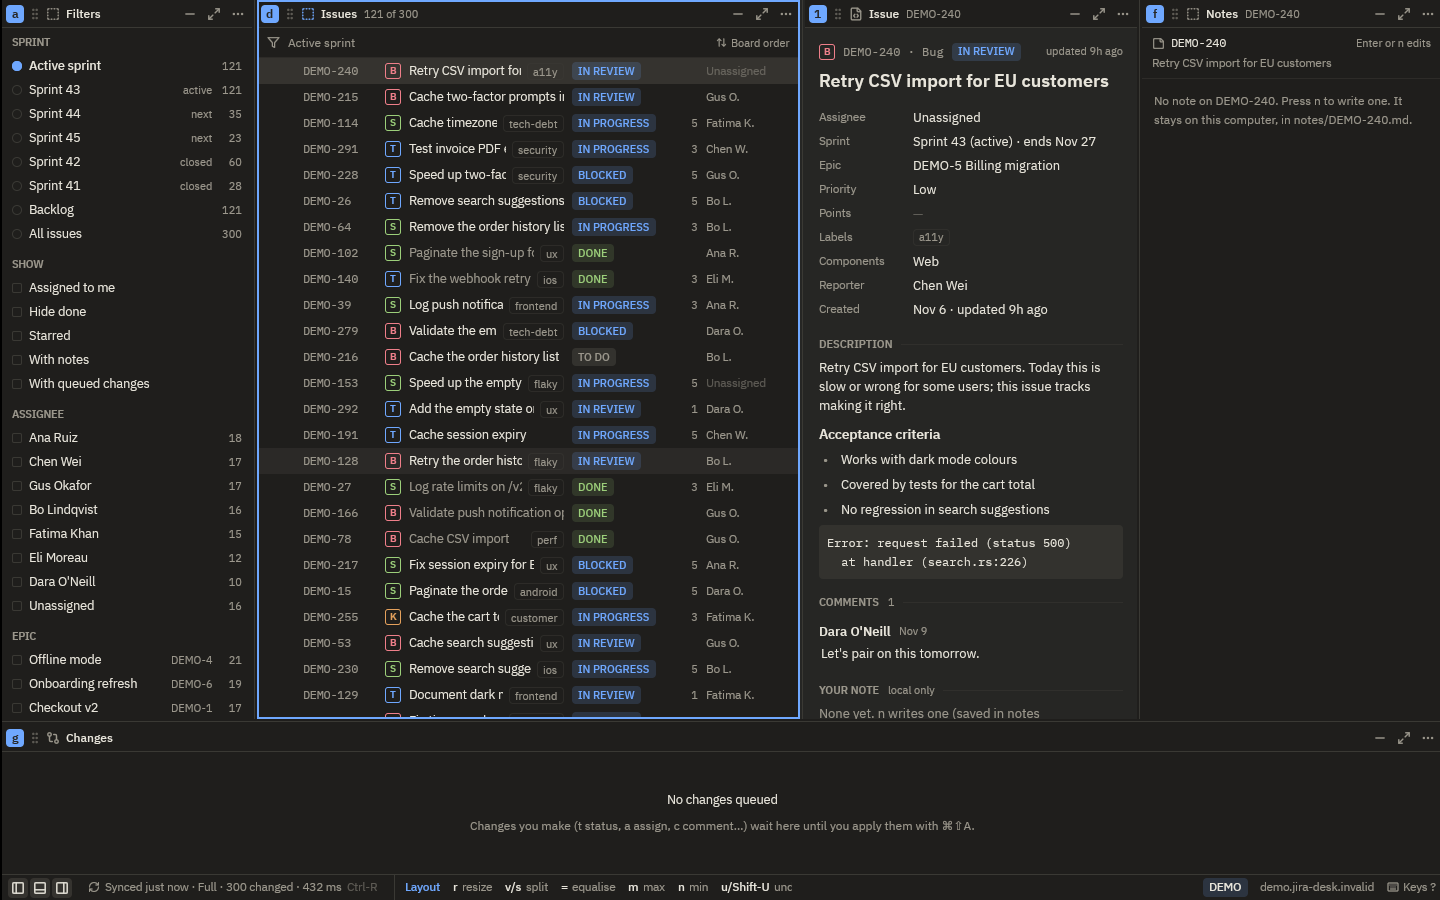 a Filters
SPRINT
Active sprint 121
Sprint 43 active 121
Sprint 44 next 35
Sprint 45 next 23
Sprint 42 closed 60
Sprint 41 closed 28
Backlog 121
All issues 300
SHOW
Assigned to me
Hide done
Starred
With notes
With queued changes
ASSIGNEE
Ana Ruiz 18
Chen Wei 17
Gus Okafor 17
Bo Lindqvist 16
Fatima Khan 15
Eli Moreau 12
Dara O'Neill 10
Unassigned 16
EPIC
Offline mode DEMO-4 21
Onboarding refresh DEMO-6 19
Checkout v2 DEMO-1 17
d Issues 121 of 300
Active sprint Board order
DEMO-240 B Retry CSV import for a11y IN REVIEW Unassigned
DEMO-215 B Cache two-factor prompts i IN REVIEW Gus O.
DEMO-114 S Cache timezone tech-debt IN PROGRESS 5 Fatima K.
DEMO-291 T Test invoice PDF security IN PROGRESS 3 Chen W.
DEMO-228 T Speed up two-fac security BLOCKED 5 Gus O.
DEMO-26 T Remove search suggestions BLOCKED 5 Bo L.
DEMO-64 S Remove the order history lis IN PROGRESS 3 Bo L.
DEMO-102 S Paginate the sign-up fo ux DONE Ana R.
DEMO-140 T Fix the webhook retry ios DONE 3 Eli M.
DEMO-39 S Log push notifica frontend IN PROGRESS 3 Ana R.
DEMO-279 B Validate the em tech-debt BLOCKED Dara O.
DEMO-216 B Cache the order history list TO DO Bo L.
DEMO-153 S Speed up the empty flaky IN PROGRESS 5 Unassigned
DEMO-292 T Add the empty state o ux IN REVIEW 1 Dara O.
DEMO-191 T Cache session expiry IN PROGRESS 5 Chen W.
DEMO-128 B Retry the order histo flaky IN REVIEW Bo L.
DEMO-27 S Log rate limits on /v flaky DONE 3 Eli M.
DEMO-166 B Validate push notification op DONE Gus O.
DEMO-78 B Cache CSV import perf DONE Gus O.
DEMO-217 S Fix session expiry for E BLOCKED 5 Ana R.
DEMO-15 S Paginate the orde android BLOCKED 5 Dara O.
DEMO-255 K Cache the cart t customer IN PROGRESS 3 Fatima K.
DEMO-53 B Cache search suggesti ux IN REVIEW Gus O.
DEMO-230 S Remove search sugge ios IN PROGRESS 5 Bo L.
DEMO-129 T Document dark r frontend IN REVIEW 1 Fatima K.
1 Issue DEMO-240
B DEMO-240 · Bug IN REVIEW updated 9h ago
Retry CSV import for EU customers
Assignee Unassigned
Sprint Sprint 43 (active) · ends Nov 27
Epic DEMO-5 Billing migration
Priority Low
Points —
Labels a11y
Components Web
Reporter Chen Wei
Created Nov 6 · updated 9h ago
DESCRIPTION
Retry CSV import for EU customers. Today this is
slow or wrong for some users; this issue tracks
making it right.
Acceptance criteria
• Works with dark mode colours
• Covered by tests for the cart total
• No regression in search suggestions
Error: request failed (status 500)
at handler (search.rs:226)
COMMENTS 1
Dara O'Neill Nov 9
Let's pair on this tomorrow.
YOUR NOTE local only
None yet. n writes one (saved in notes
f Notes DEMO-240
DEMO-240 Enter or n edits
Retry CSV import for EU customers
No note on DEMO-240. Press n to write one. It
stays on this computer, in notes/DEMO-240.md.
g Changes
No changes queued
Changes you make (t status, a assign, c comment…) wait here until you apply them with ⌘⇧A.
Synced just now · Full · 300 changed · 432 ms Ctrl-R Layout r resize v/s split = equalise m max n min u/Shift-U unc DEMO demo.jira-desk.invalid Keys ?